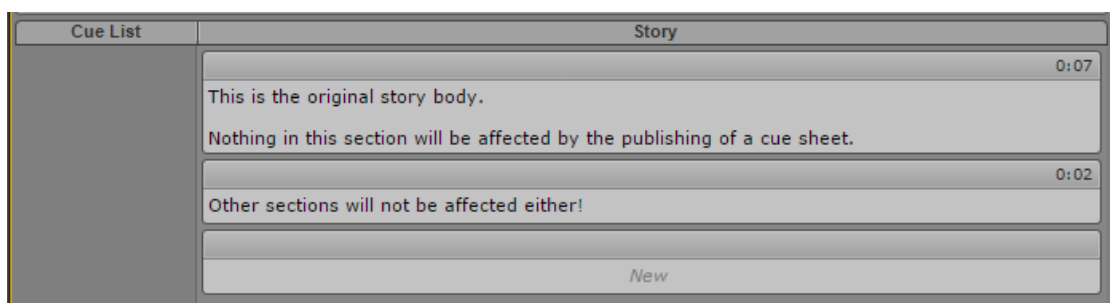 Cue List Story
0:07
This is the original story body.
Nothing in this section will be affected by the publishing of a cue sheet.
0:02
Other sections will not be affected either!
New